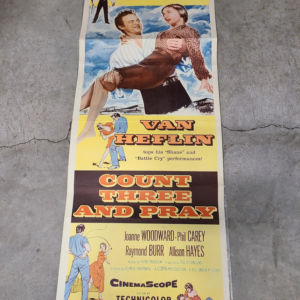 VAN
HEFLIN
tops his "Shane" and
"Battle Cry" performances!
COUNT
THREE
AND PRAY
Joanne WOODWARD · Phil CAREY
Raymond BURR · Allison HAYES
CINEMASCOPE
TECHNICOLOR